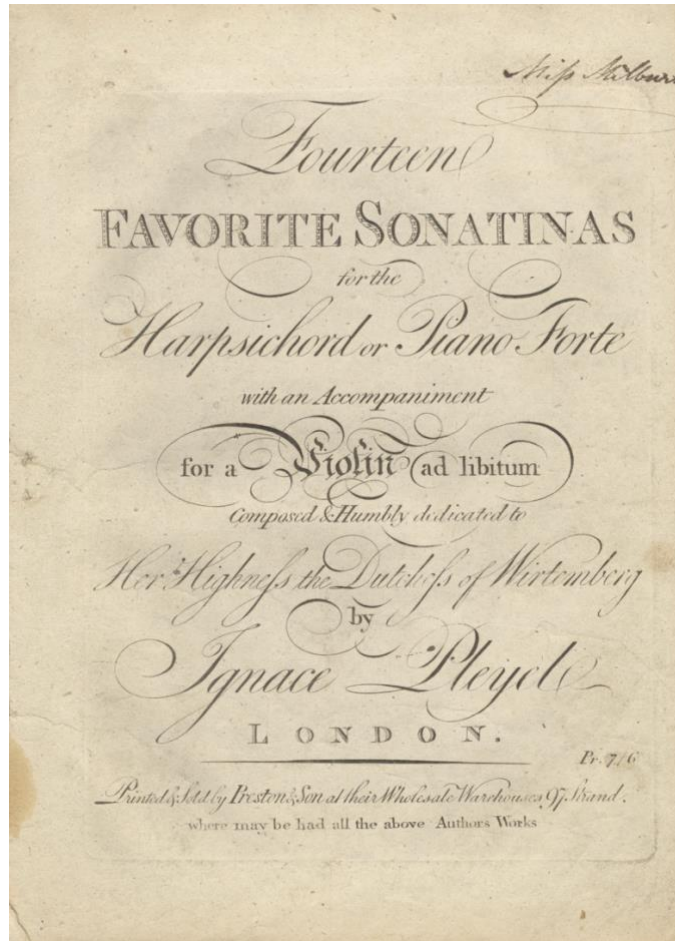 Miſs
Fourteen
FAVORITE SONATINAS
for the
Harpsichord or Piano Forte
with an Accompaniment
for a Violin ad libitum
Composed & Humbly dedicated to
Her Highneſs the Dutcheſs of Wirtemberg
by
Ignace Pleyel
LONDON.
Pr. 7/6
Printed & Sold by Preston & Son at their Wholesale Warehouses 97 Strand.
where may be had all the above Authors Works